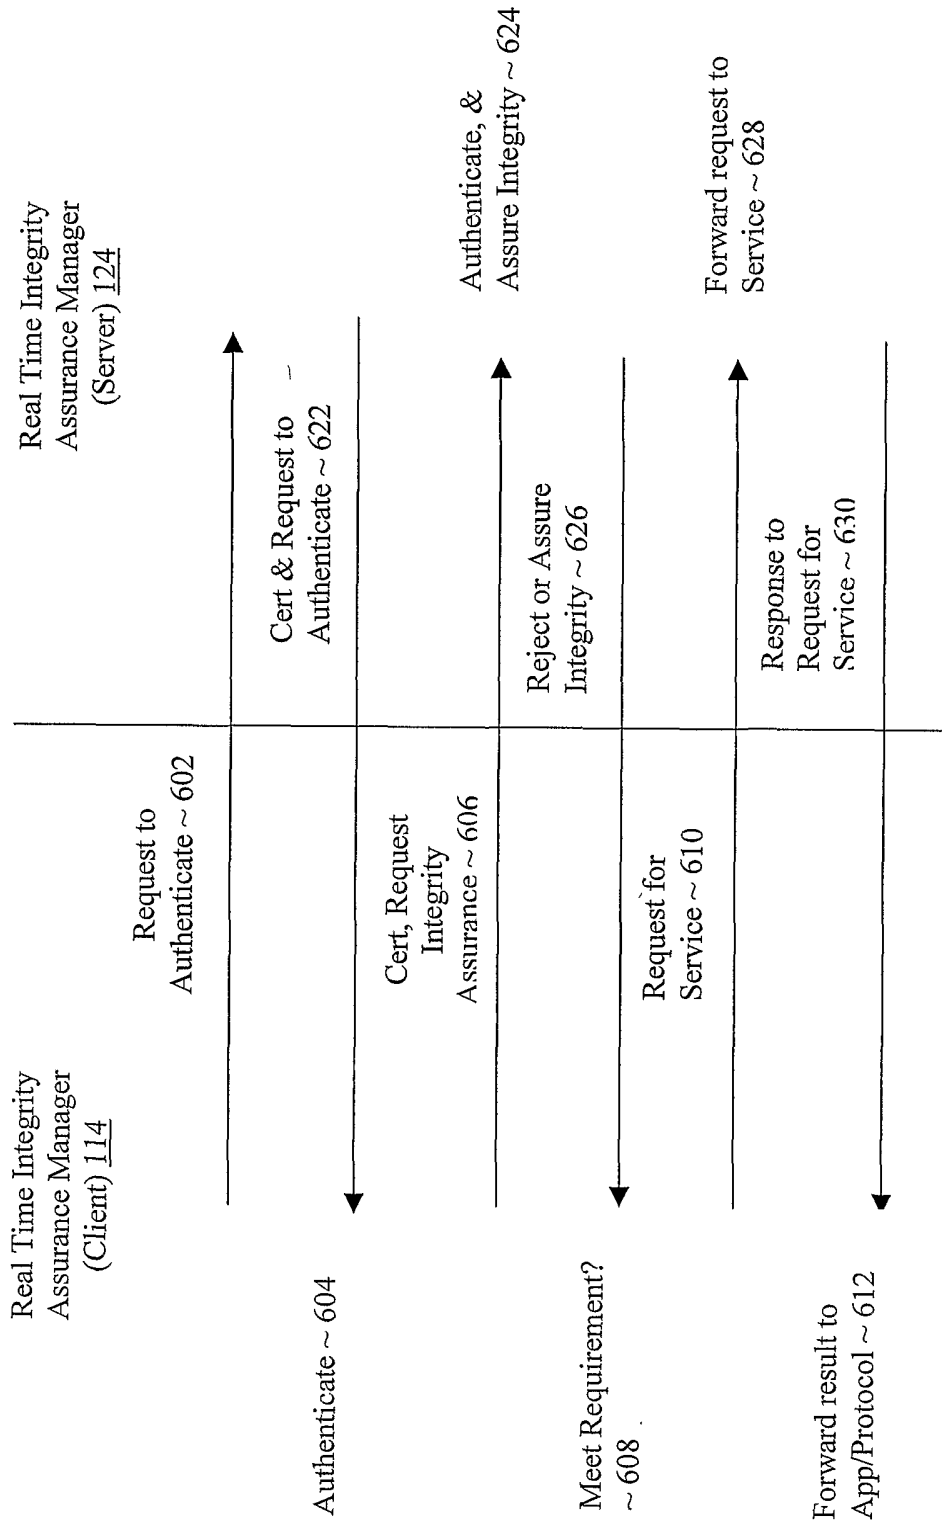 Real Time Integrity
Assurance Manager
(Client) 114
Real Time Integrity
Assurance Manager
(Server) 124
Request to
Authenticate ~ 602
Cert & Request to
Authenticate ~ 622
Authenticate ~ 604
Cert, Request
Integrity
Assurance ~ 606
Authenticate, &
Assure Integrity ~ 624
Reject or Assure
Integrity ~ 626
Meet Requirement?
~ 608
Request for
Service ~ 610
Forward request to
Service ~ 628
Response to
Request for
Service ~ 630
Forward result to
App/Protocol ~ 612